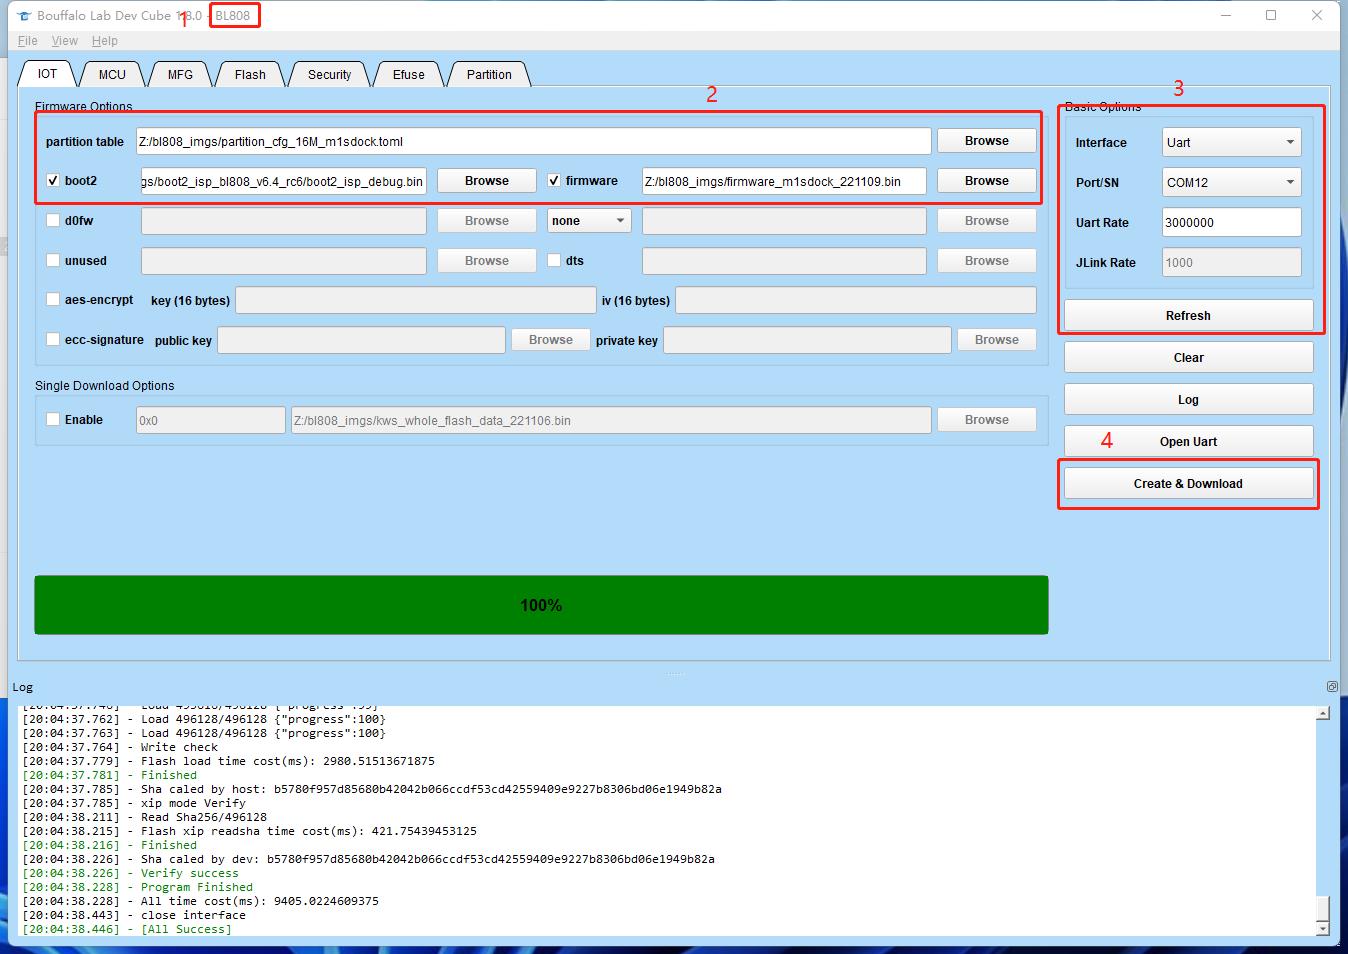 Bouffalo Lab Dev Cube 1.8.0 - BL808
1
File View Help
IOT MCU MFG Flash Security Efuse Partition
2
3
Firmware Options
Basic Options
partition table Z:/bl808_imgs/partition_cfg_16M_m1sdock.toml Browse
Interface Uart
boot2 gs/boot2_isp_bl808_v6.4_rc6/boot2_isp_debug.bin Browse firmware Z:/bl808_imgs/firmware_m1sdock_221109.bin Browse
Port/SN COM12
d0fw Browse none Browse
Uart Rate 3000000
unused Browse dts Browse
JLink Rate 1000
aes-encrypt key (16 bytes) iv (16 bytes)
Refresh
ecc-signature public key Browse private key Browse
Clear
Single Download Options
Log
Enable 0x0 Z:/bl808_imgs/kws_whole_flash_data_221106.bin Browse
4
Open Uart
Create & Download
100%
Log
[20:04:37.746] - Load 495616/496128 {"progress":99}
[20:04:37.762] - Load 496128/496128 {"progress":100}
[20:04:37.763] - Load 496128/496128 {"progress":100}
[20:04:37.764] - Write check
[20:04:37.779] - Flash load time cost(ms): 2980.51513671875
[20:04:37.781] - Finished
[20:04:37.785] - Sha caled by host: b5780f957d85680b42042b066ccdf53cd42559409e9227b8306bd06e1949b82a
[20:04:37.785] - xip mode Verify
[20:04:38.211] - Read Sha256/496128
[20:04:38.215] - Flash xip readsha time cost(ms): 421.75439453125
[20:04:38.216] - Finished
[20:04:38.226] - Sha caled by dev: b5780f957d85680b42042b066ccdf53cd42559409e9227b8306bd06e1949b82a
[20:04:38.226] - Verify success
[20:04:38.228] - Program Finished
[20:04:38.228] - All time cost(ms): 9405.0224609375
[20:04:38.443] - close interface
[20:04:38.446] - [All Success]